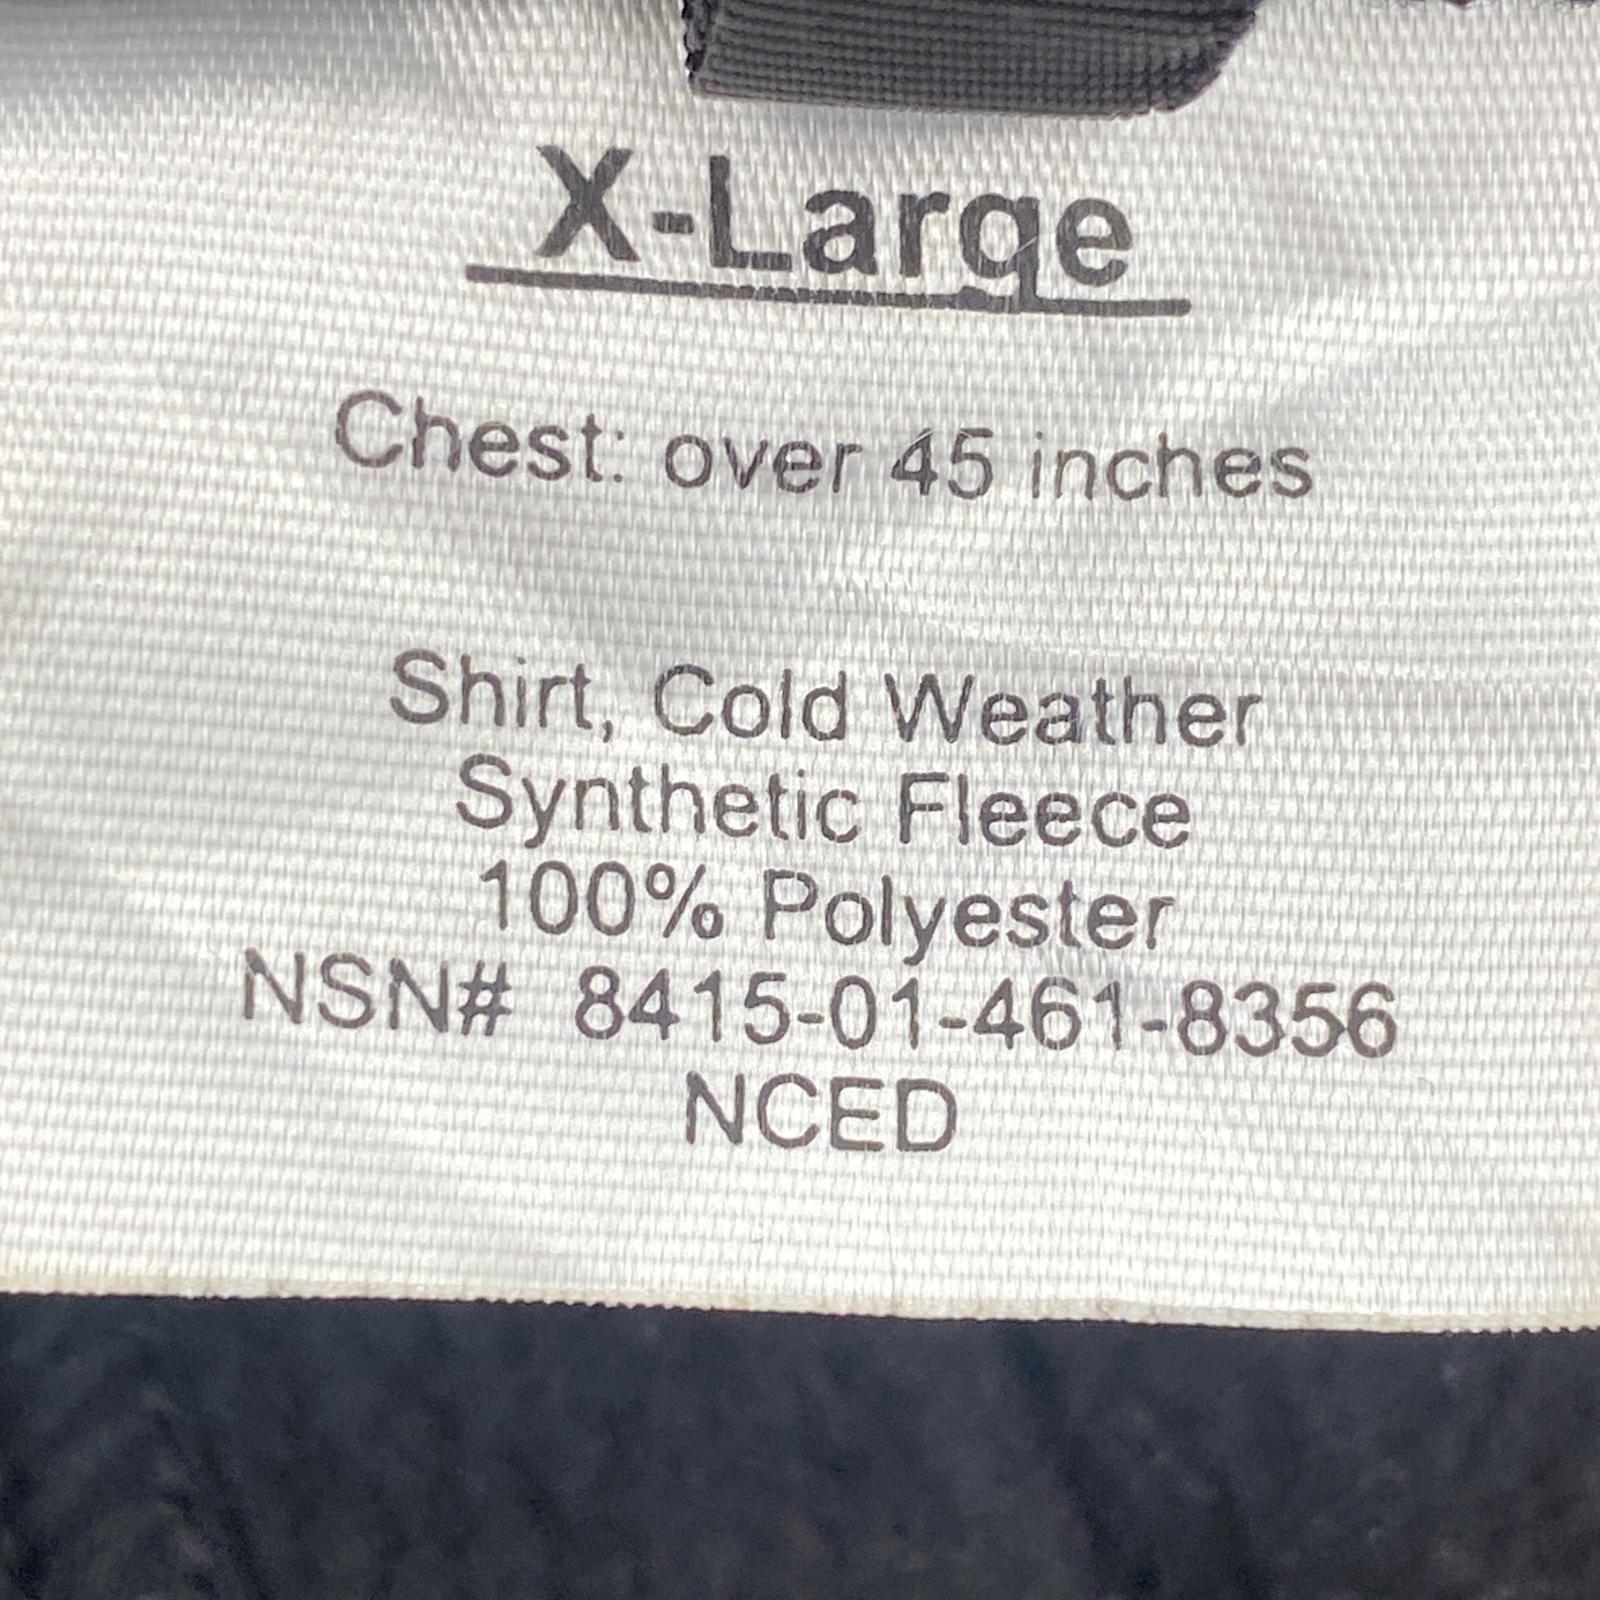 X-Large
Chest: over 45 inches
Shirt, Cold Weather
Synthetic Fleece
100% Polyester
NSN# 8415-01-461-8356
NCED